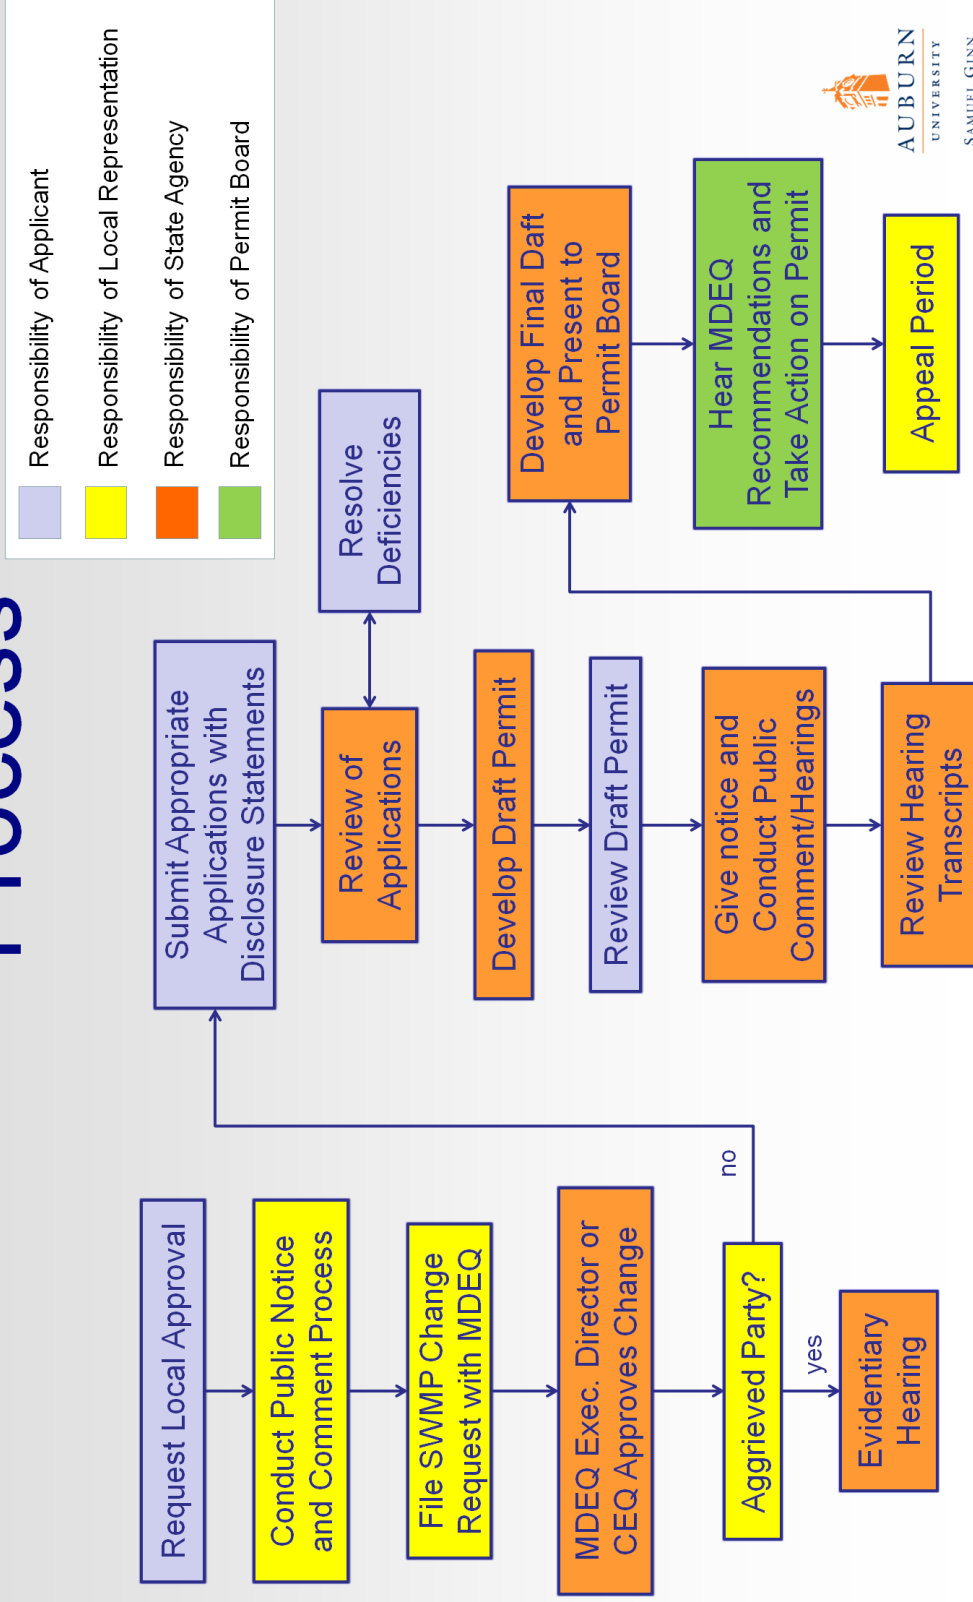 Process
Responsibility of Applicant
Responsibility of Local Representation
Responsibility of State Agency
Responsibility of Permit Board
Request Local Approval
Conduct Public Notice
and Comment Process
File SWMP Change
Request with MDEQ
MDEQ Exec. Director or
CEQ Approves Change
Aggrieved Party?
no
yes
Evidentiary
Hearing
Submit Appropriate
Applications with
Disclosure Statements
Review of
Applications
Resolve
Deficiencies
Develop Draft Permit
Review Draft Permit
Give notice and
Conduct Public
Comment/Hearings
Review Hearing
Transcripts
Develop Final Daft
and Present to
Permit Board
Hear MDEQ
Recommendations and
Take Action on Permit
Appeal Period
AUBURN
UNIVERSITY
SAMUEL GINN